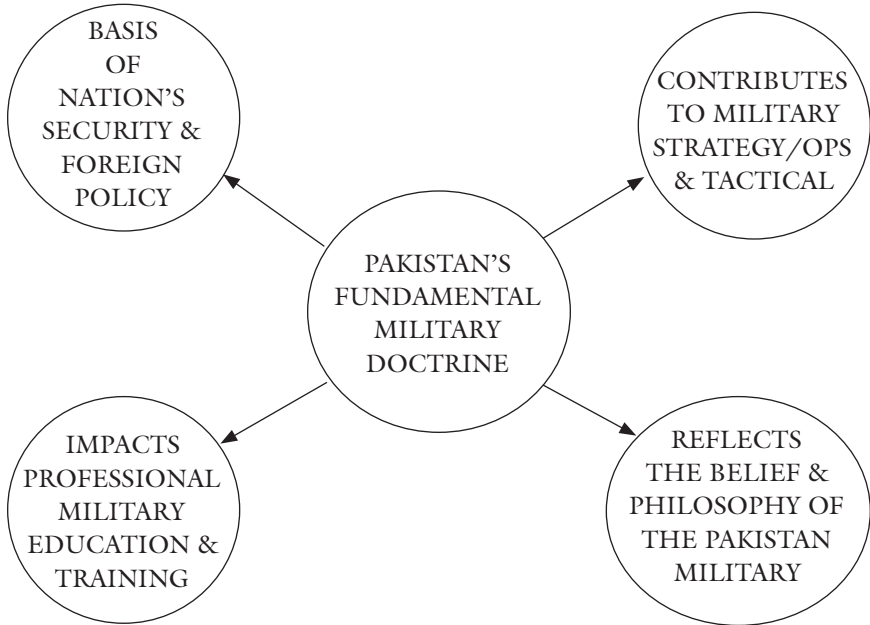 BASIS
OF
NATION’S
SECURITY &
FOREIGN
POLICY
CONTRIBUTES
TO MILITARY
STRATEGY/OPS
& TACTICAL
PAKISTAN’S
FUNDAMENTAL
MILITARY
DOCTRINE
IMPACTS
PROFESSIONAL
MILITARY
EDUCATION &
TRAINING
REFLECTS
THE BELIEF &
PHILOSOPHY OF
THE PAKISTAN
MILITARY